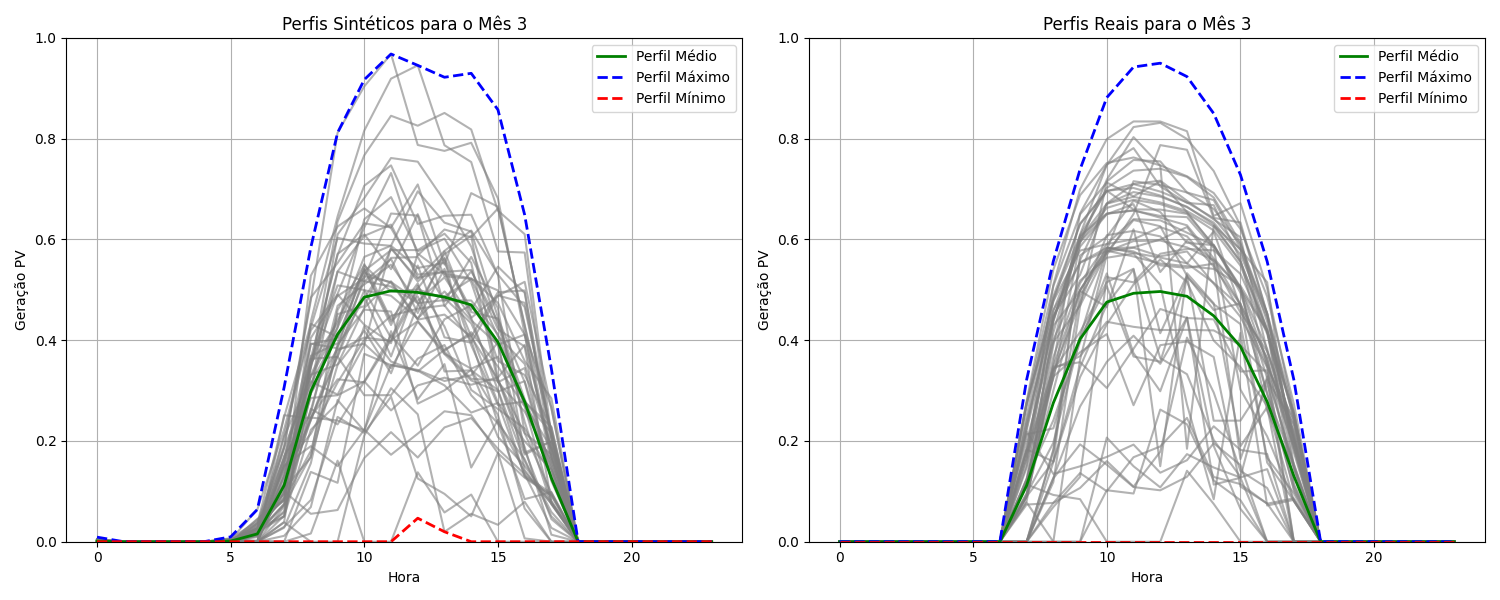 Perfis Sintéticos para o Mês 3
1.0
0.8
0.6
0.4
0.2
0.0
Geração PV
0
5
10
15
20
Hora
Perfil Médio
Perfil Máximo
Perfil Mínimo
Perfis Reais para o Mês 3
1.0
0.8
0.6
0.4
0.2
0.0
Geração PV
0
5
10
15
20
Hora
Perfil Médio
Perfil Máximo
Perfil Mínimo